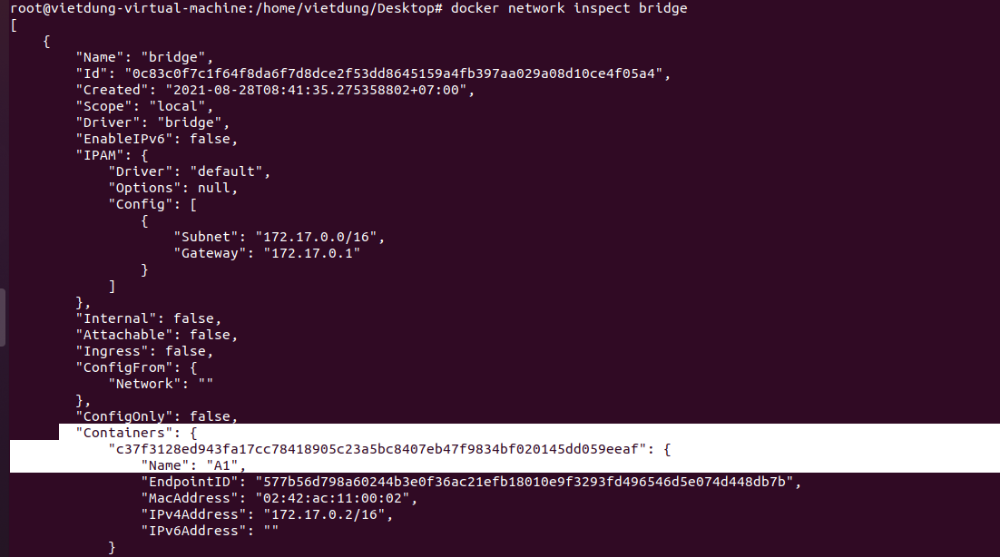 root@vietdung-virtual-machine:/home/vietdung/Desktop# docker network inspect bridge
[
    {
        "Name": "bridge",
        "Id": "0c83c0f7c1f64f8da6f7d8dce2f53dd8645159a4fb397aa029a08d10ce4f05a4",
        "Created": "2021-08-28T08:41:35.275358802+07:00",
        "Scope": "local",
        "Driver": "bridge",
        "EnableIPv6": false,
        "IPAM": {
            "Driver": "default",
            "Options": null,
            "Config": [
                {
                    "Subnet": "172.17.0.0/16",
                    "Gateway": "172.17.0.1"
                }
            ]
        },
        "Internal": false,
        "Attachable": false,
        "Ingress": false,
        "ConfigFrom": {
            "Network": ""
        },
        "ConfigOnly": false,
        "Containers": {
            "c37f3128ed943fa17cc78418905c23a5bc8407eb47f9834bf020145dd059eeaf": {
                "Name": "A1",
                "EndpointID": "577b56d798a60244b3e0f36ac21efb18010e9f3293fd496546d5e074d448db7b",
                "MacAddress": "02:42:ac:11:00:02",
                "IPv4Address": "172.17.0.2/16",
                "IPv6Address": ""
            }